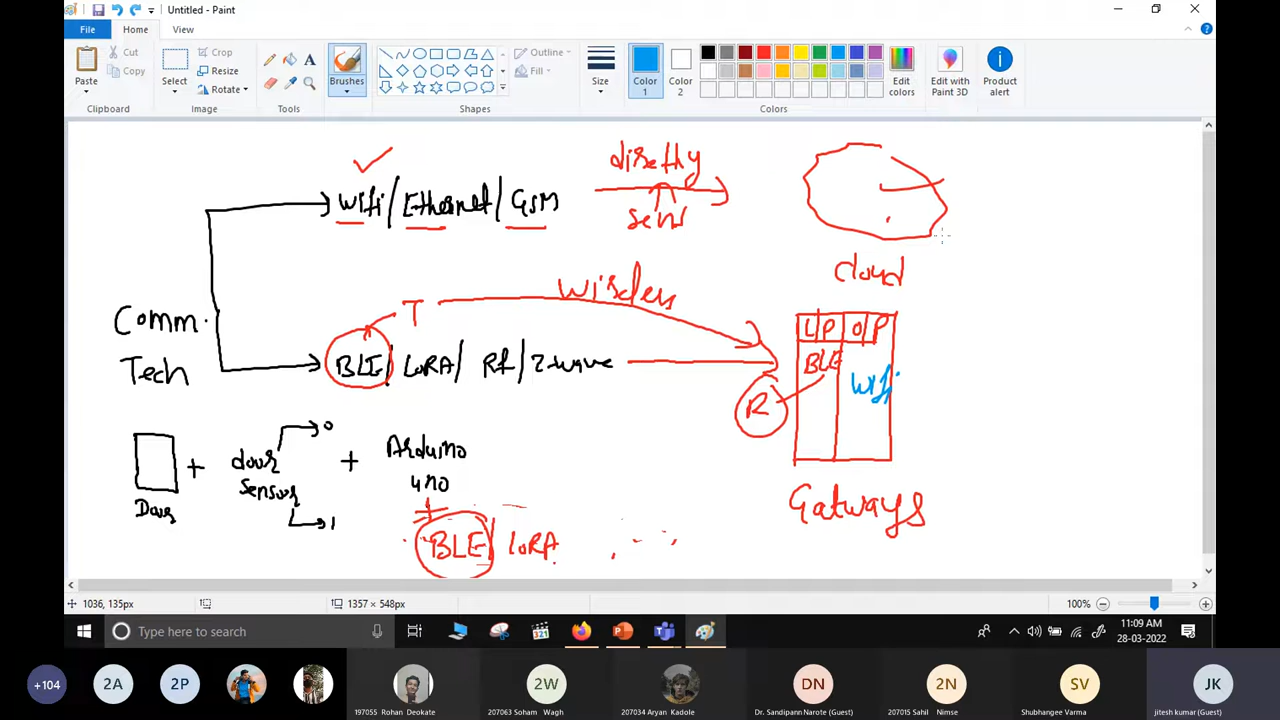 Untitled - Paint
File
Home
View
Paste
Cut
Copy
Clipboard
Select
Crop
Resize
Rotate
Image
Tools
Brushes
Shapes
Outline
Fill
Size
Color
1
Color
2
Colors
Edit
colors
Edit with
Paint 3D
Product
alert
Wifi/Ethernet/GSM
directly
send
cloud
Comm.
Tech
T
wireless
BLE/LoRA/RF/Z-wave
I/P O/P
BLE
Wifi
R
Gatways
Door
+
door
sensor
0
1
+
Arduino
uno
+
BLE/LoRA
1036, 135px
1357 × 548px
100%
Type here to search
11:09 AM
28-03-2022
+104
2A
2P
197055 Rohan Deokate
2W
207063 Soham Wagh
207034 Aryan Kadole
DN
Dr. Sandipann Narote (Guest)
2N
207015 Sahil Nimse
SV
Shubhangee Varma
JK
jitesh kumar (Guest)